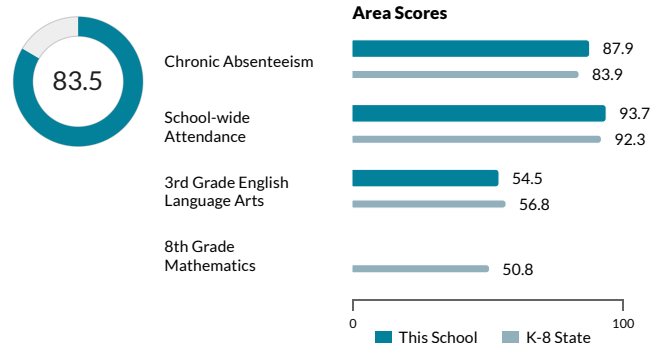 Area Scores
83.5
Chronic Absenteeism
87.9
83.9
School-wide
Attendance
93.7
92.3
3rd Grade English
Language Arts
54.5
56.8
8th Grade
Mathematics
50.8
0
100
This School
K-8 State